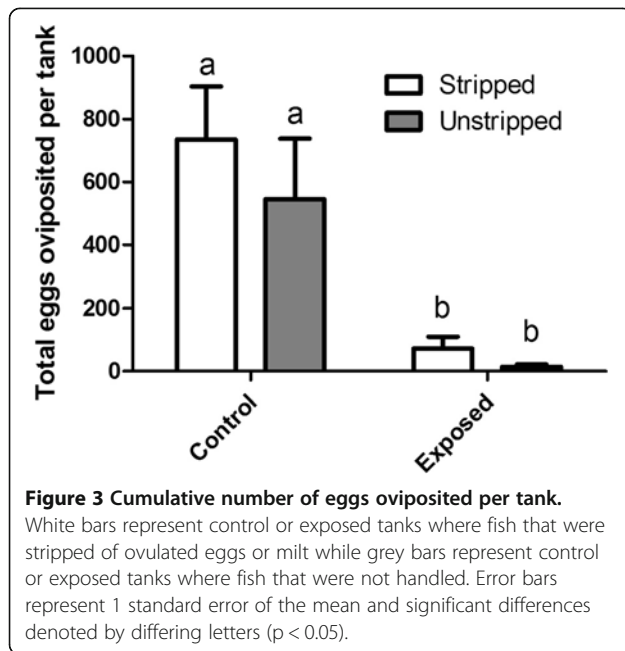 1000
800
600
400
200
0
Total eggs oviposited per tank
a
a
b
b
Stripped
Unstripped
Control
Exposed
Figure 3 Cumulative number of eggs oviposited per tank.
White bars represent control or exposed tanks where fish that were
stripped of ovulated eggs or milt while grey bars represent control
or exposed tanks where fish that were not handled. Error bars
represent 1 standard error of the mean and significant differences
denoted by differing letters (p < 0.05).